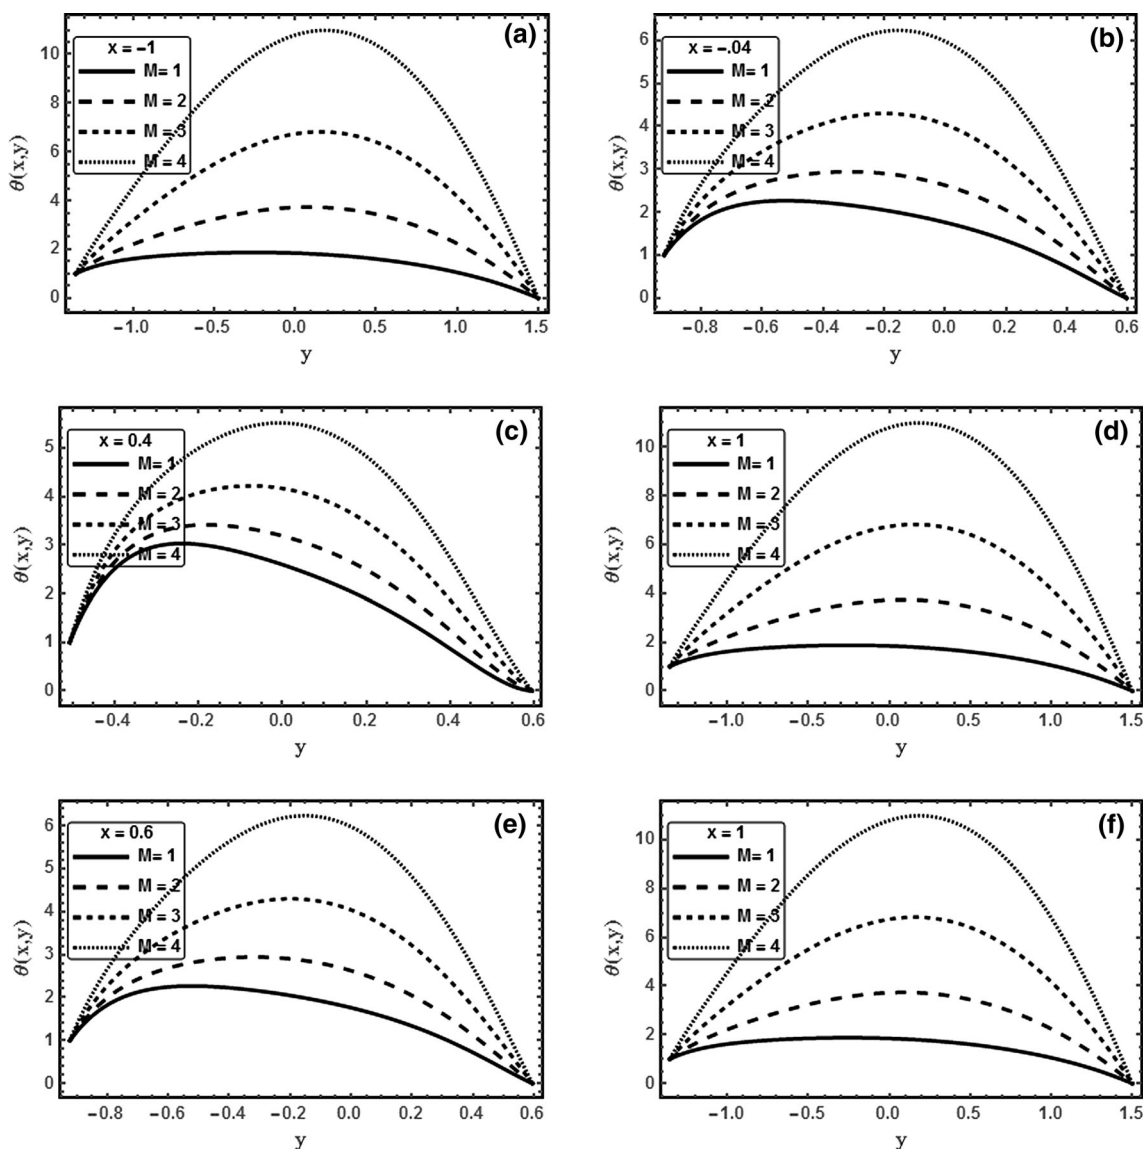 (a)
x = −1
M= 1
M = 2
M = 3
M = 4
θ(x,y)
10
8
6
4
2
0
−1.0 −0.5 0.0 0.5 1.0 1.5
y
(b)
x = −.04
M= 1
M = 2
M = 3
M = 4
θ(x,y)
6
5
4
3
2
1
0
−0.8 −0.6 −0.4 −0.2 0.0 0.2 0.4 0.6
y
(c)
x = 0.4
M= 1
M = 2
M = 3
M = 4
θ(x,y)
5
4
3
2
1
0
−0.4 −0.2 0.0 0.2 0.4 0.6
y
(d)
x = 1
M= 1
M = 2
M = 3
M = 4
θ(x,y)
10
8
6
4
2
0
−1.0 −0.5 0.0 0.5 1.0 1.5
y
(e)
x = 0.6
M= 1
M = 2
M = 3
M = 4
θ(x,y)
6
5
4
3
2
1
0
−0.8 −0.6 −0.4 −0.2 0.0 0.2 0.4 0.6
y
(f)
x = 1
M= 1
M = 2
M = 3
M = 4
θ(x,y)
10
8
6
4
2
0
−1.0 −0.5 0.0 0.5 1.0 1.5
y